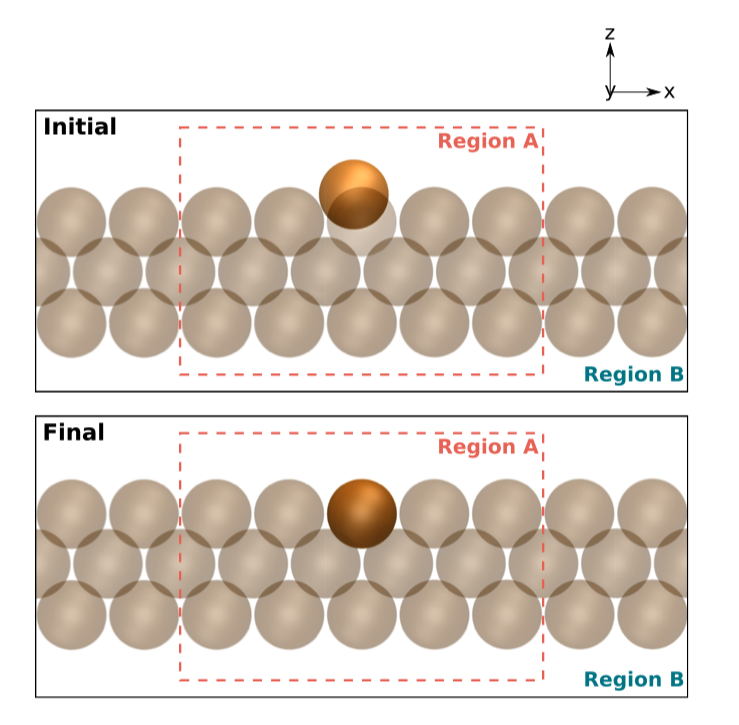 z
y x
Initial
Region A
Region B
Final
Region A
Region B